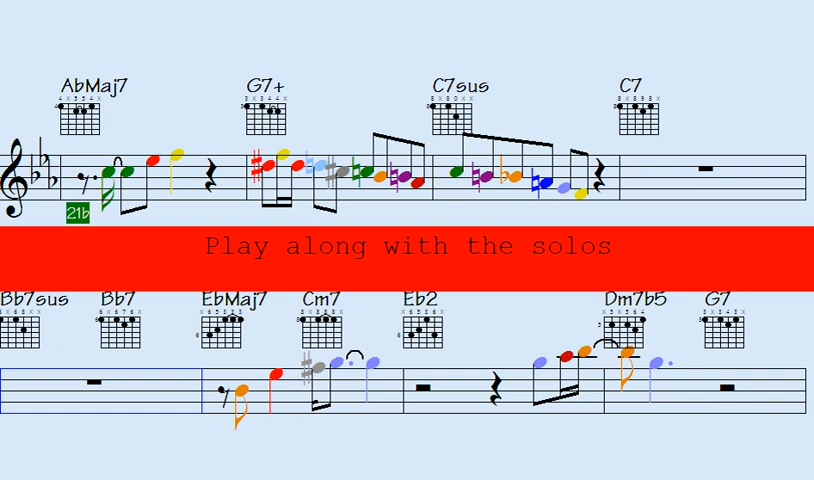 AbMaj7 G7+ C7sus C7
21b
Play along with the solos
Bb7sus Bb7 EbMaj7 Cm7 Eb2 Dm7b5 G7